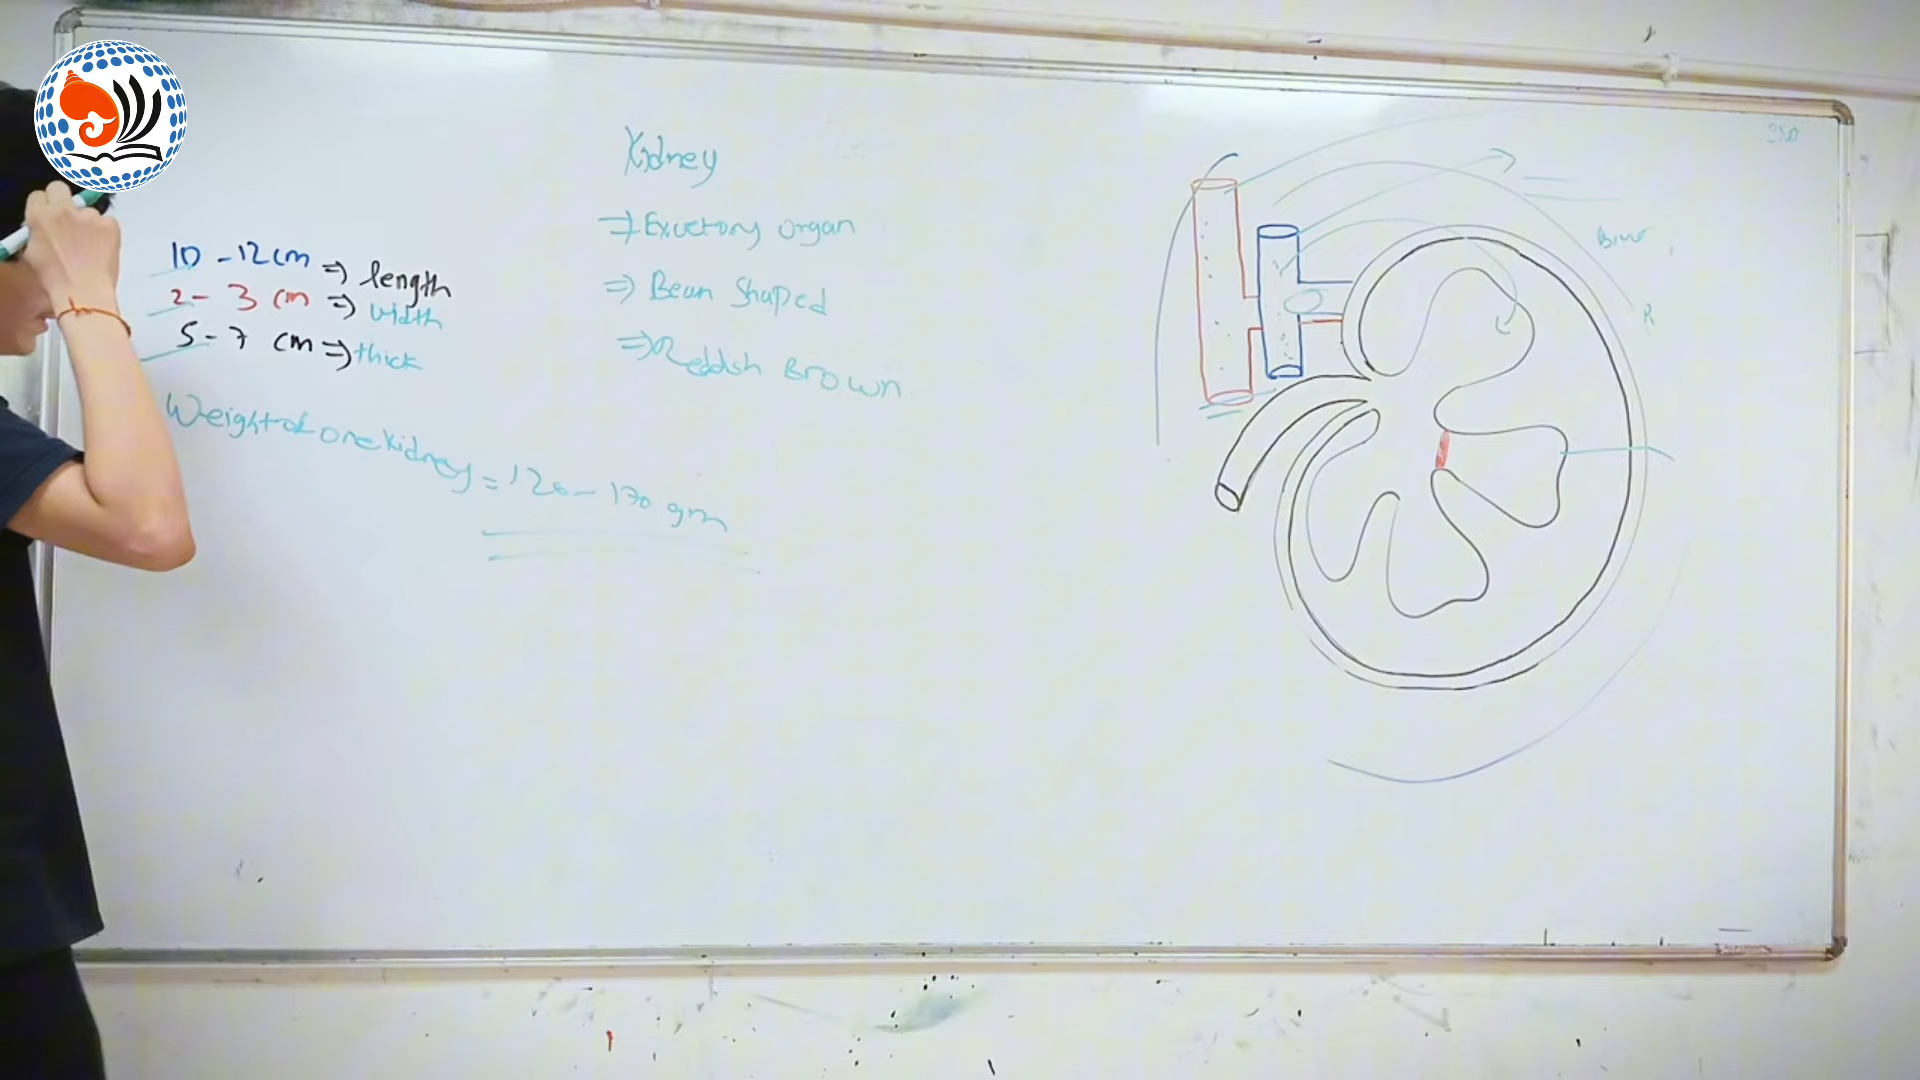 Kidney
⇒ Excretory organ
⇒ Bean Shaped
⇒ Reddish Brown
10 - 12 cm ⇒ length
2 - 3 cm ⇒ width
5 - 7 cm ⇒ thick
Weight of one kidney = 120 - 170 gm